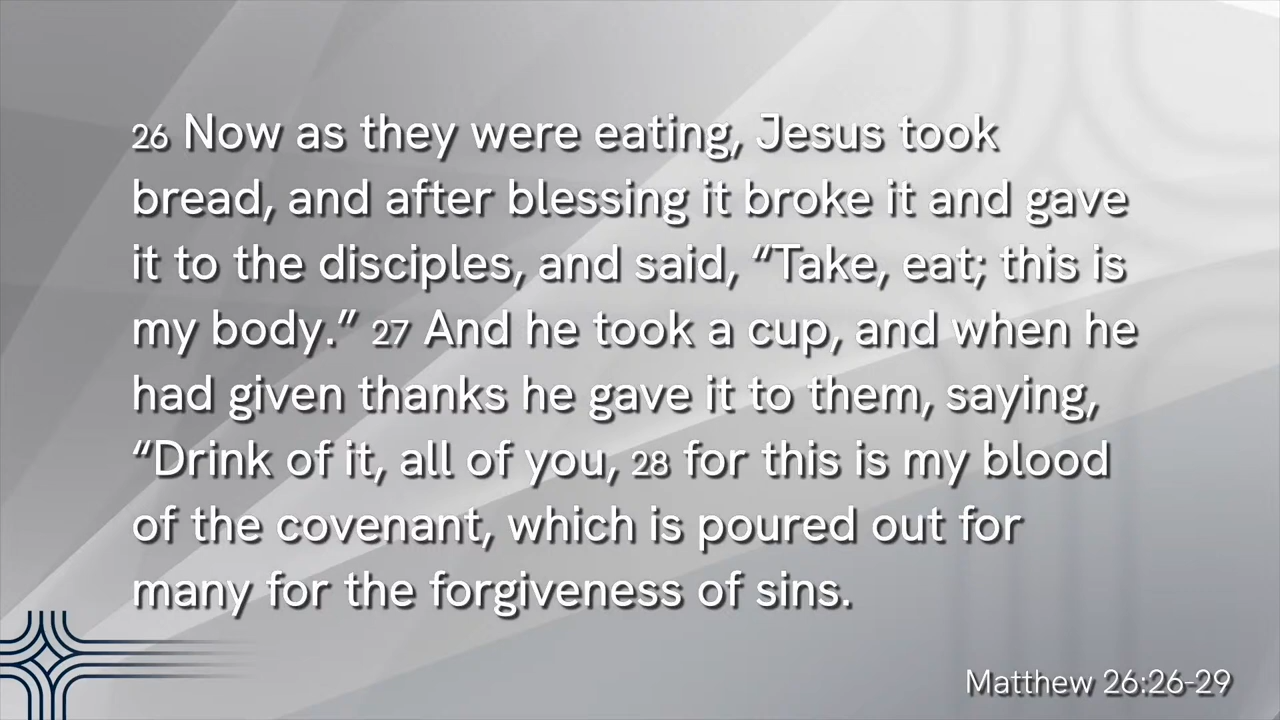 26 Now as they were eating, Jesus took
bread, and after blessing it broke it and gave
it to the disciples, and said, “Take, eat; this is
my body.” 27 And he took a cup, and when he
had given thanks he gave it to them, saying,
“Drink of it, all of you, 28 for this is my blood
of the covenant, which is poured out for
many for the forgiveness of sins.
Matthew 26:26-29